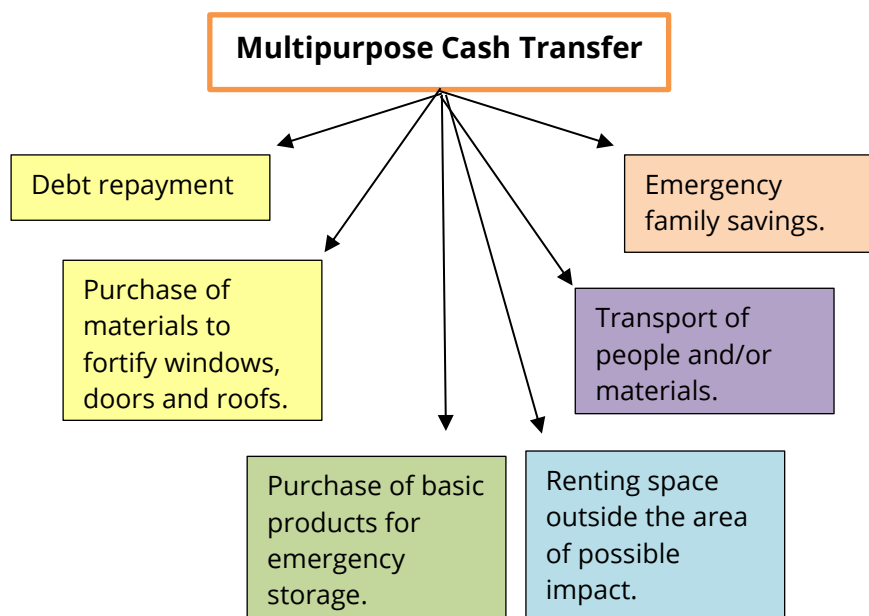 Multipurpose Cash Transfer
Debt repayment
Emergency
family savings.
Purchase of
materials to
fortify windows,
doors and roofs.
Transport of
people and/or
materials.
Purchase of basic
products for
emergency
storage.
Renting space
outside the area
of possible
impact.